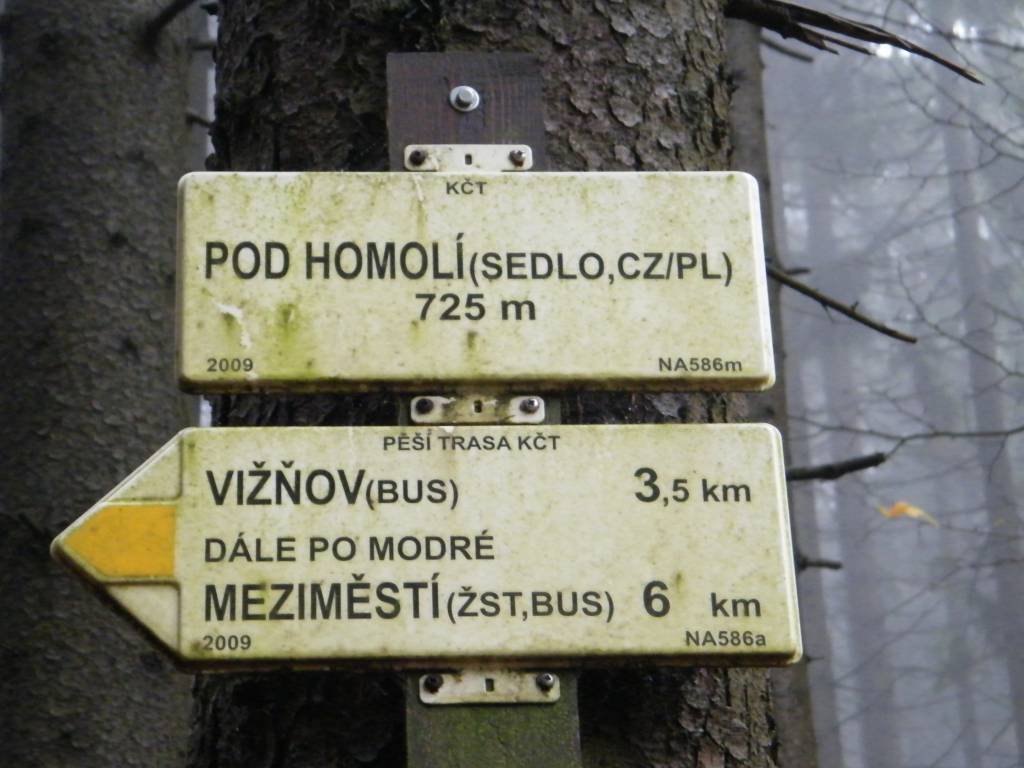 KČT
POD HOMOLÍ(SEDLO,CZ/PL)
725 m
2009 NA586m
PĚŠÍ TRASA KČT
VIŽŇOV(BUS) 3,5 km
DÁLE PO MODRÉ
MEZIMĚSTÍ(ŽST,BUS) 6 km
2009 NA586a